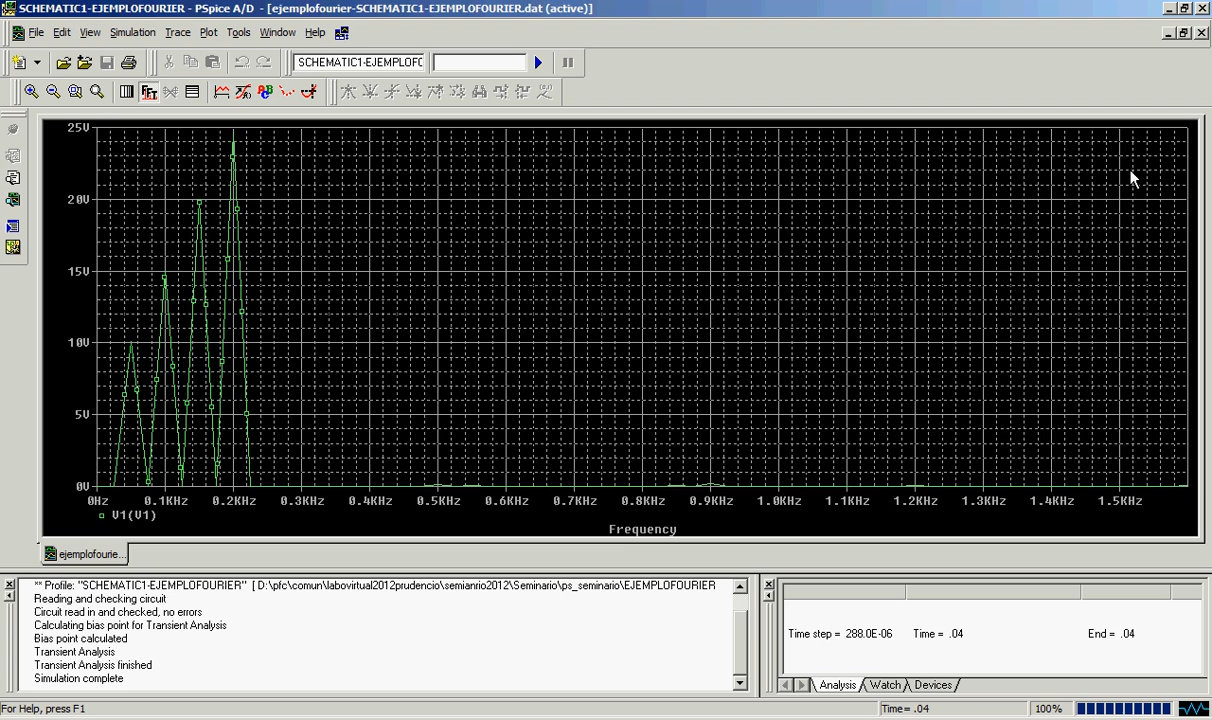 SCHEMATIC1-EJEMPLOFOURIER - PSpice A/D - [ejemplofourier-SCHEMATIC1-EJEMPLOFOURIER.dat (active)]
File Edit View Simulation Trace Plot Tools Window Help
SCHEMATIC1-EJEMPLOFC
FFT
25V
20V
15V
10V
5V
0V
0Hz 0.1KHz 0.2KHz 0.3KHz 0.4KHz 0.5KHz 0.6KHz 0.7KHz 0.8KHz 0.9KHz 1.0KHz 1.1KHz 1.2KHz 1.3KHz 1.4KHz 1.5KHz
V1(V1)
Frequency
ejemplofourie...
** Profile: "SCHEMATIC1-EJEMPLOFOURIER" [ D:\pfc\comun\labovirtual2012prudencio\semianrio2012\Seminario\ps_seminario\EJEMPLOFOURIER
Reading and checking circuit
Circuit read in and checked, no errors
Calculating bias point for Transient Analysis
Bias point calculated
Transient Analysis
Transient Analysis finished
Simulation complete
Time step = 288.0E-06 Time = .04 End = .04
Analysis Watch Devices
For Help, press F1
Time= .04
100%